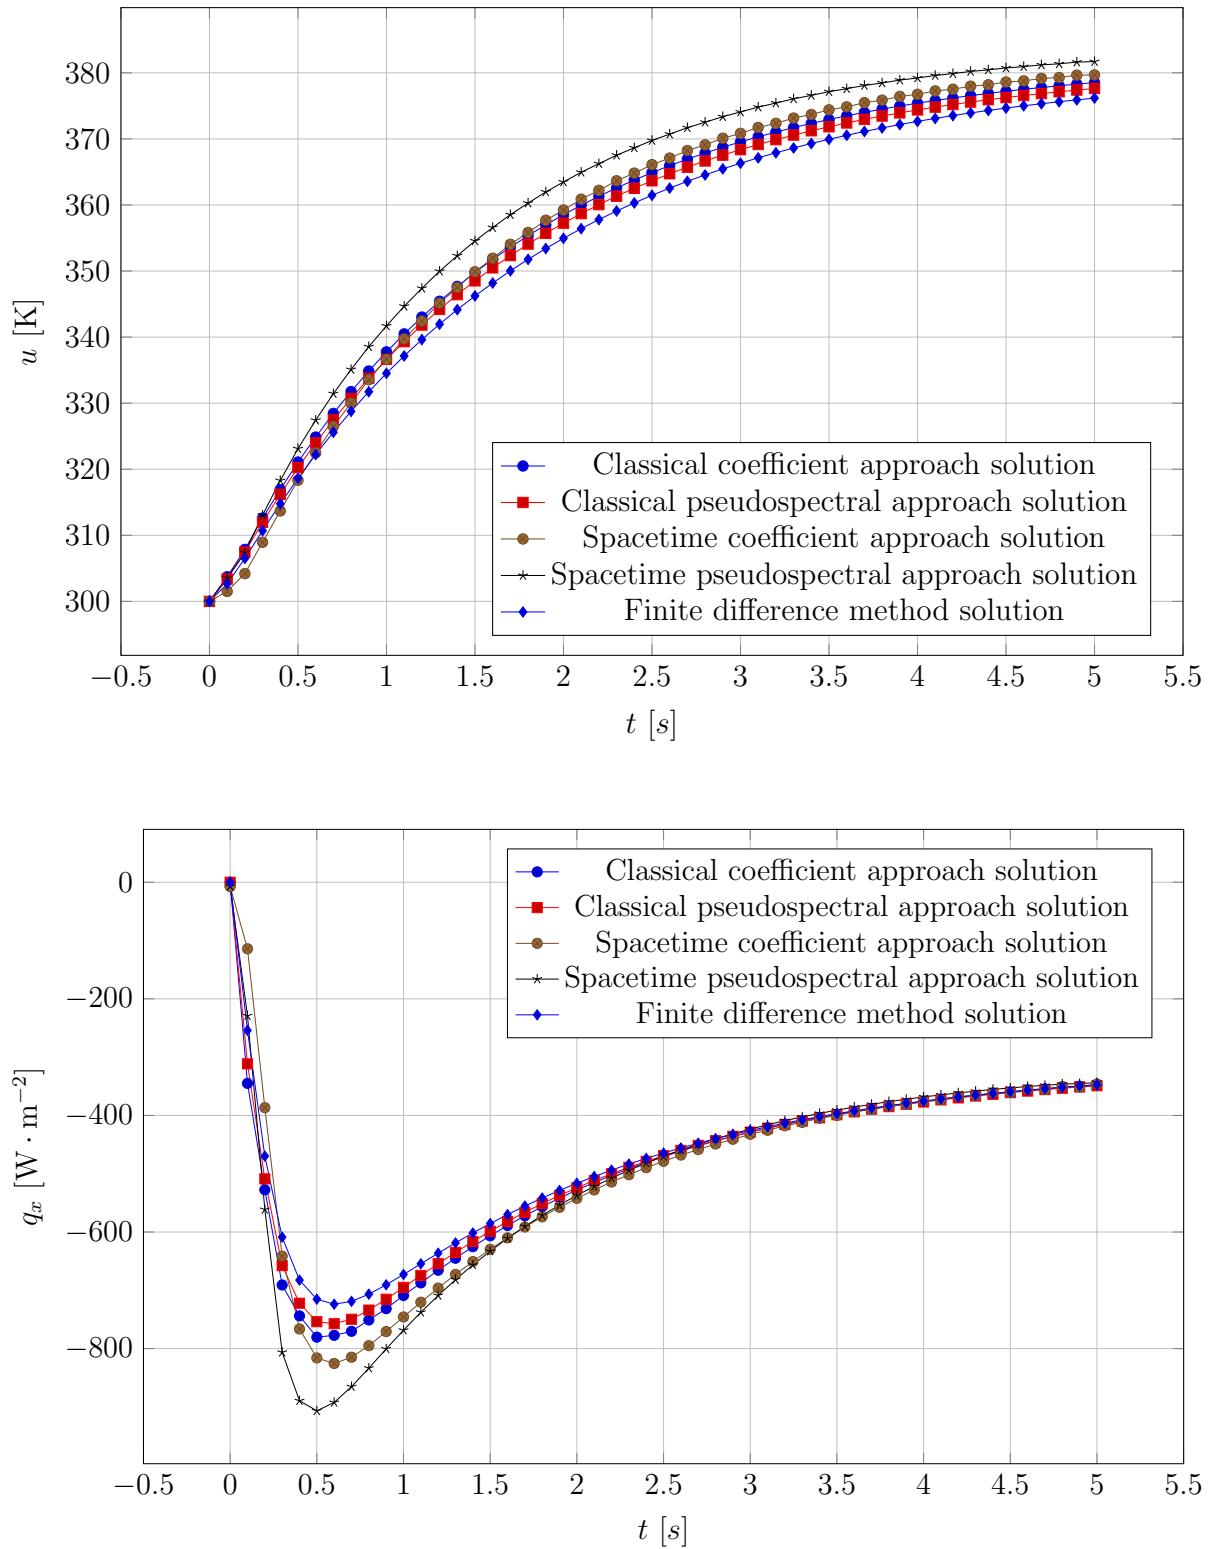 380
370
360
350
340
330
320
310
300
u [K]
Classical coefficient approach solution
Classical pseudospectral approach solution
Spacetime coefficient approach solution
Spacetime pseudospectral approach solution
Finite difference method solution
−0.5 0 0.5 1 1.5 2 2.5 3 3.5 4 4.5 5 5.5
t [s]
0
−200
−400
−600
−800
q_x [W · m^{−2}]
Classical coefficient approach solution
Classical pseudospectral approach solution
Spacetime coefficient approach solution
Spacetime pseudospectral approach solution
Finite difference method solution
−0.5 0 0.5 1 1.5 2 2.5 3 3.5 4 4.5 5 5.5
t [s]